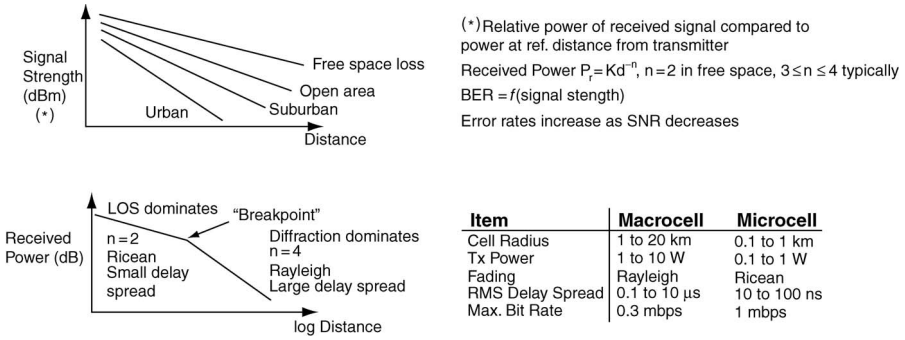 Signal
Strength
(dBm)
(*)
Free space loss
Open area
Suburban
Urban
Distance
(*) Relative power of received signal compared to
power at ref. distance from transmitter
Received Power Pr=Kd⁻ⁿ, n=2 in free space, 3≤n≤4 typically
BER =f(signal stength)
Error rates increase as SNR decreases
Received
Power (dB)
LOS dominates
"Breakpoint"
n=2
Ricean
Small delay
spread
Diffraction dominates
n=4
Rayleigh
Large delay spread
log Distance
Item Macrocell Microcell
Cell Radius 1 to 20 km 0.1 to 1 km
Tx Power 1 to 10 W 0.1 to 1 W
Fading Rayleigh Ricean
RMS Delay Spread 0.1 to 10 μs 10 to 100 ns
Max. Bit Rate 0.3 mbps 1 mbps